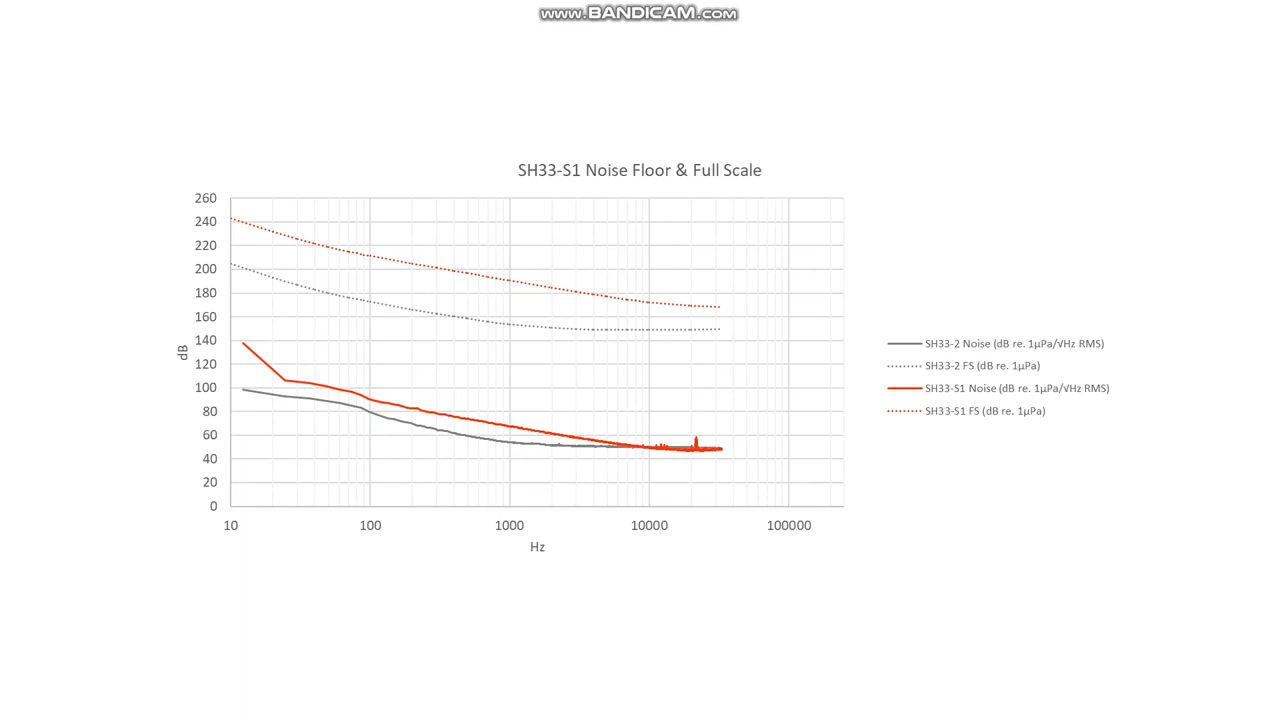 www.BANDICAM.com
SH33-S1 Noise Floor & Full Scale
260
240
220
200
180
160
140
120
100
80
60
40
20
0
dB
10 100 1000 10000 100000
Hz
SH33-2 Noise (dB re. 1µPa/√Hz RMS)
SH33-2 FS (dB re. 1µPa)
SH33-S1 Noise (dB re. 1µPa/√Hz RMS)
SH33-S1 FS (dB re. 1µPa)